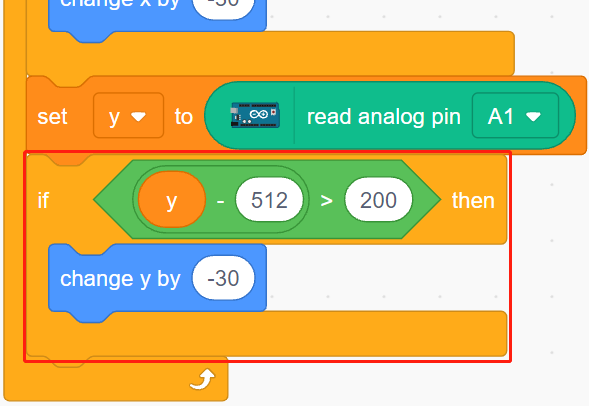 change x by -30
set y to read analog pin A1
if y - 512 > 200 then
change y by -30